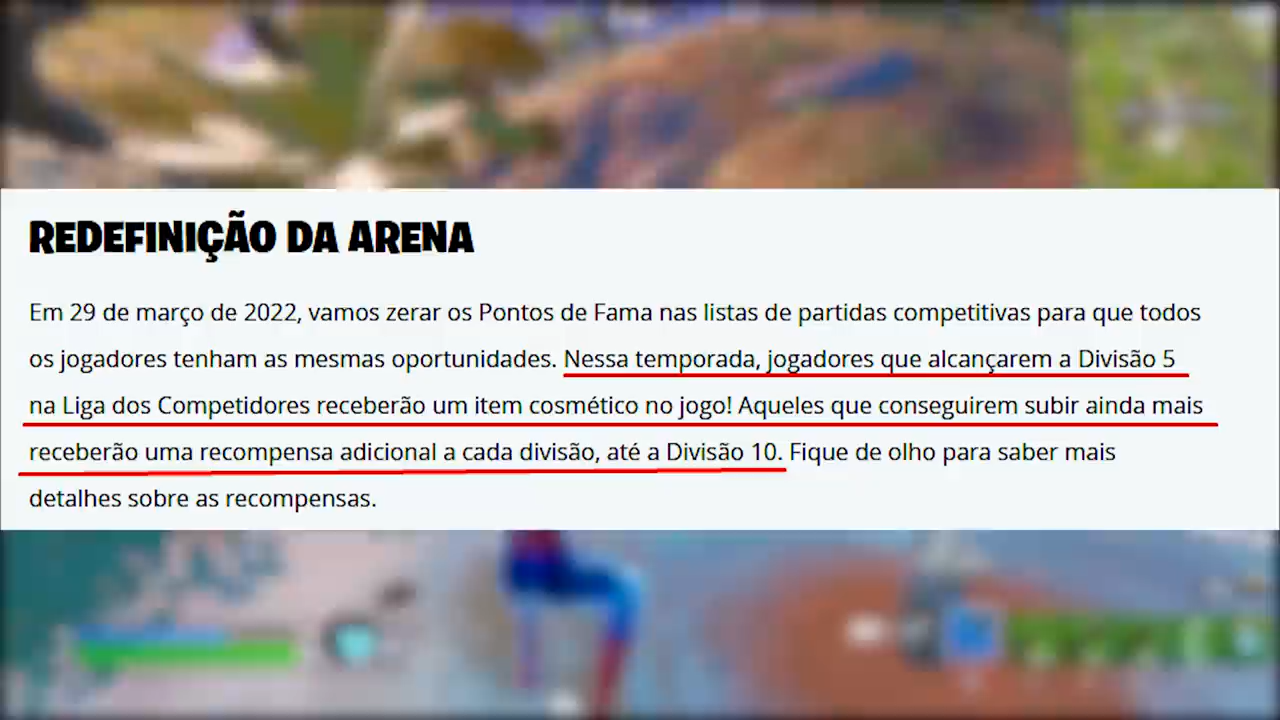 REDEFINIÇÃO DA ARENA
Em 29 de março de 2022, vamos zerar os Pontos de Fama nas listas de partidas competitivas para que todos
os jogadores tenham as mesmas oportunidades. Nessa temporada, jogadores que alcançarem a Divisão 5
na Liga dos Competidores receberão um item cosmético no jogo! Aqueles que conseguirem subir ainda mais
receberão uma recompensa adicional a cada divisão, até a Divisão 10. Fique de olho para saber mais
detalhes sobre as recompensas.